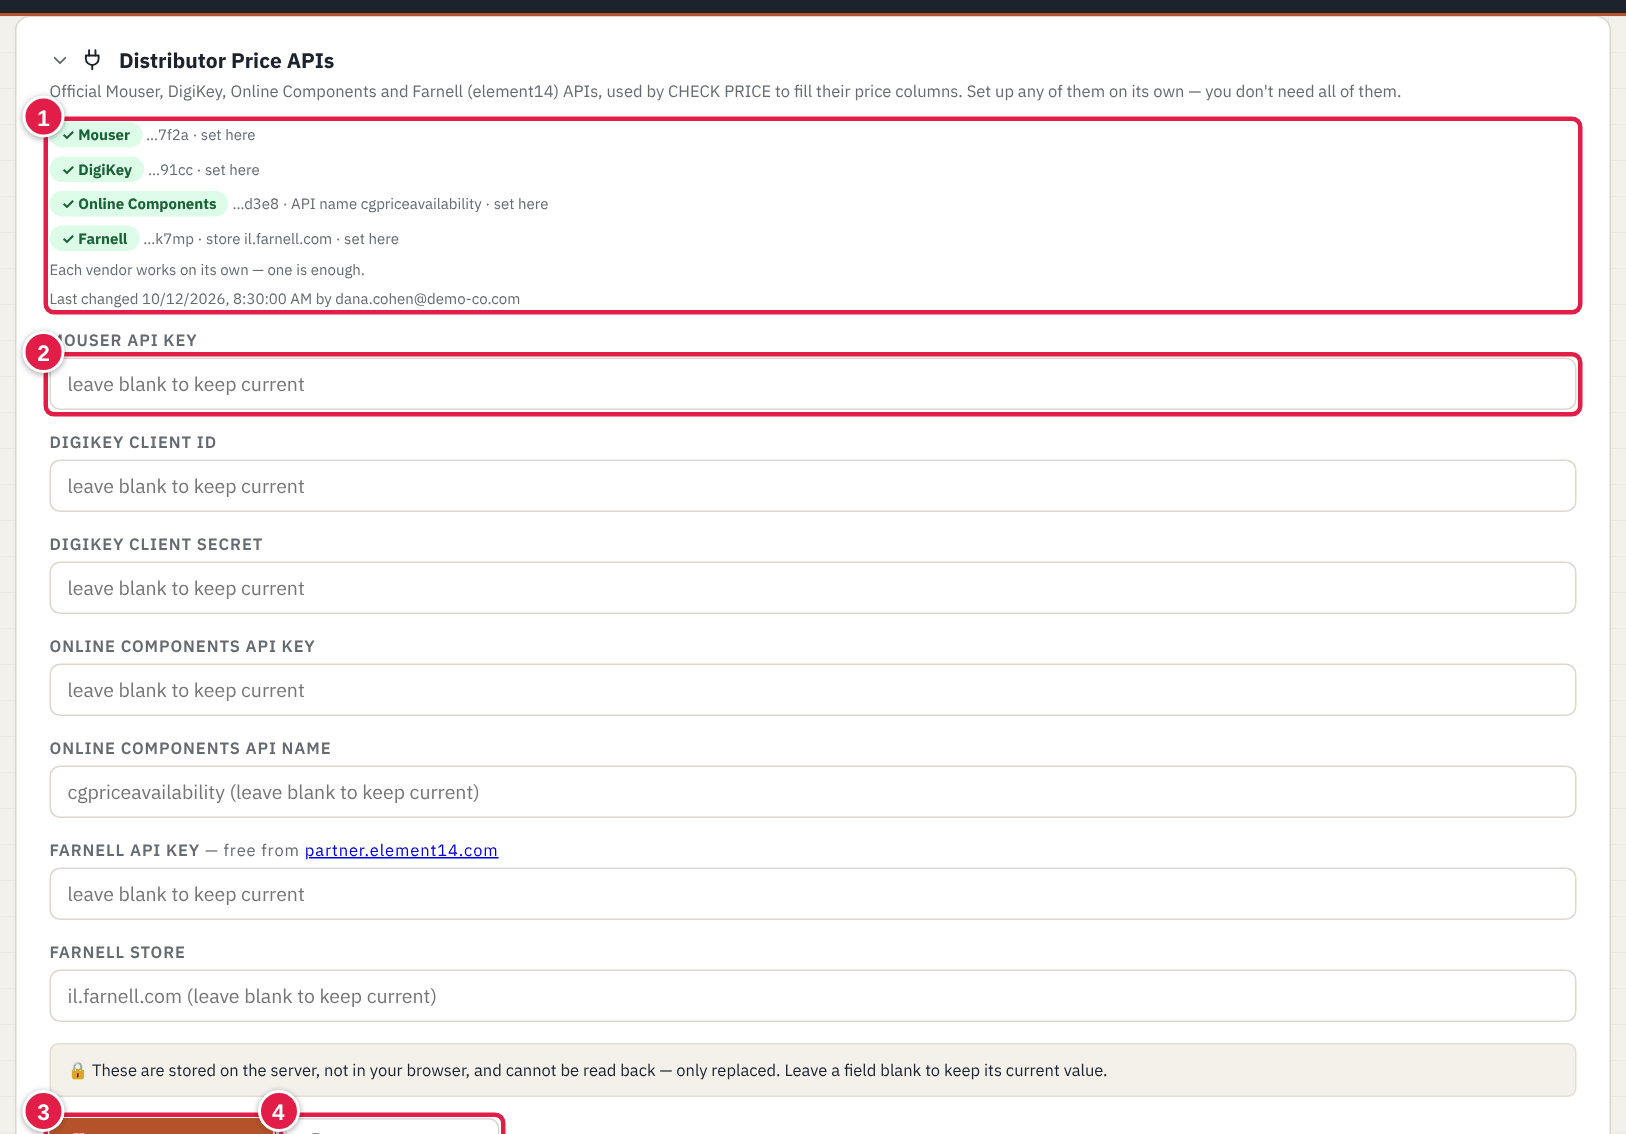 Distributor Price APIs
Official Mouser, DigiKey, Online Components and Farnell (element14) APIs, used by CHECK PRICE to fill their price columns. Set up any of them on its own — you don't need all of them.
1
✓ Mouser ...7f2a · set here
✓ DigiKey ...91cc · set here
✓ Online Components ...d3e8 · API name cgpriceavailability · set here
✓ Farnell ...k7mp · store il.farnell.com · set here
Each vendor works on its own — one is enough.
Last changed 10/12/2026, 8:30:00 AM by dana.cohen@demo-co.com
MOUSER API KEY
2
leave blank to keep current
DIGIKEY CLIENT ID
leave blank to keep current
DIGIKEY CLIENT SECRET
leave blank to keep current
ONLINE COMPONENTS API KEY
leave blank to keep current
ONLINE COMPONENTS API NAME
cgpriceavailability (leave blank to keep current)
FARNELL API KEY — free from partner.element14.com
leave blank to keep current
FARNELL STORE
il.farnell.com (leave blank to keep current)
🔒 These are stored on the server, not in your browser, and cannot be read back — only replaced. Leave a field blank to keep its current value.
3 4